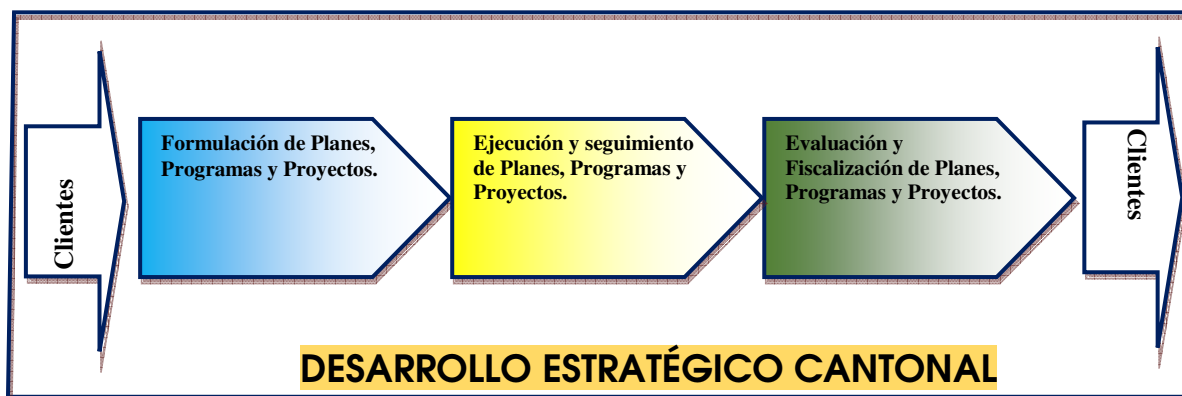 Clientes
Formulación de Planes,
Programas y Proyectos.
Ejecución y seguimiento
de Planes, Programas y
Proyectos.
Evaluación y
Fiscalización de Planes,
Programas y Proyectos.
Clientes
DESARROLLO ESTRATÉGICO CANTONAL